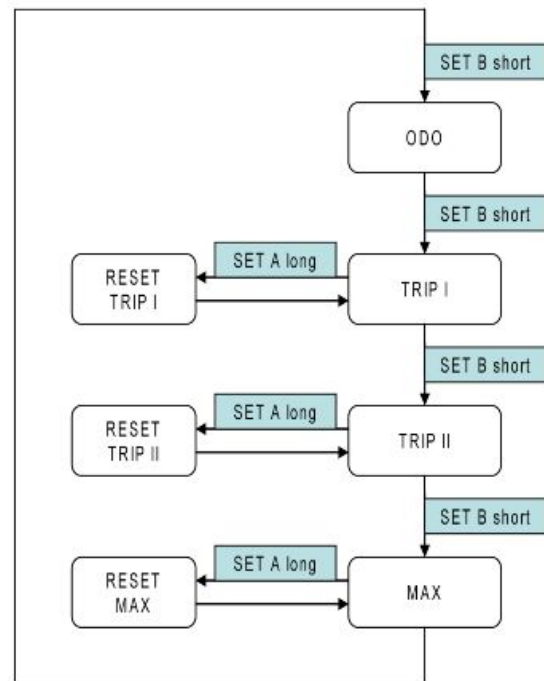 SET B short
ODO
SET B short
SET A long
RESET
TRIP I
TRIP I
SET B short
SET A long
RESET
TRIP II
TRIP II
SET B short
SET A long
RESET
MAX
MAX